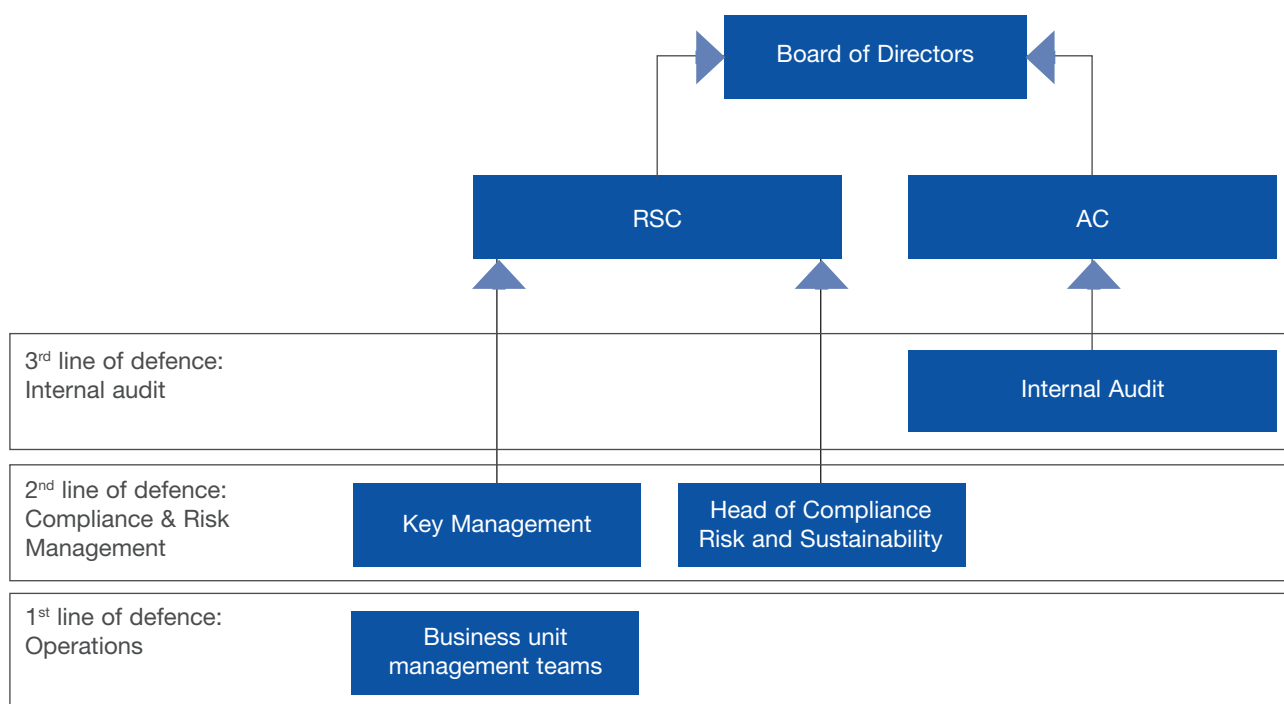 Board of Directors
RSC
AC
3rd line of defence:
Internal audit
Internal Audit
2nd line of defence:
Compliance & Risk
Management
Key Management
Head of Compliance
Risk and Sustainability
1st line of defence:
Operations
Business unit
management teams